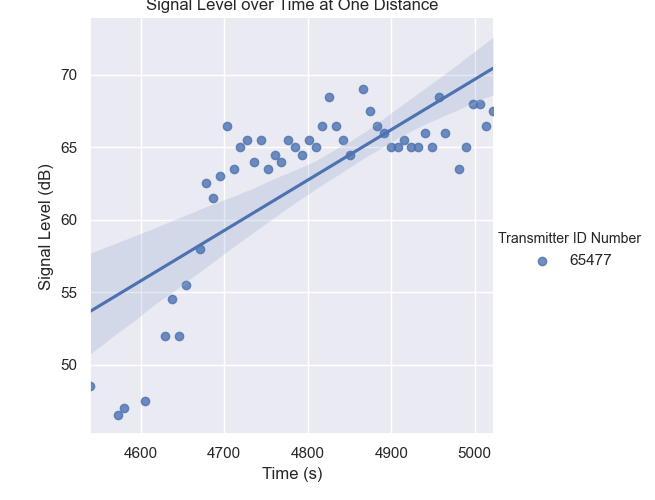 Signal Level over Time at One Distance
70
65
60
55
50
Signal Level (dB)
4600 4700 4800 4900 5000
Time (s)
Transmitter ID Number
65477